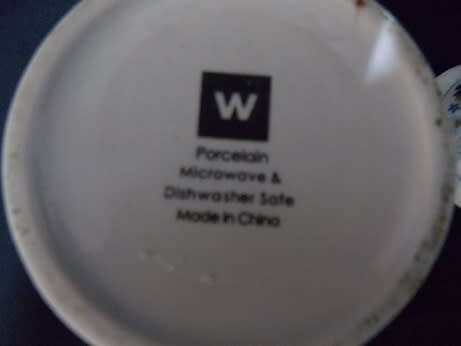 W
Porcelain
Microwave &
Dishwasher Safe
Made in China